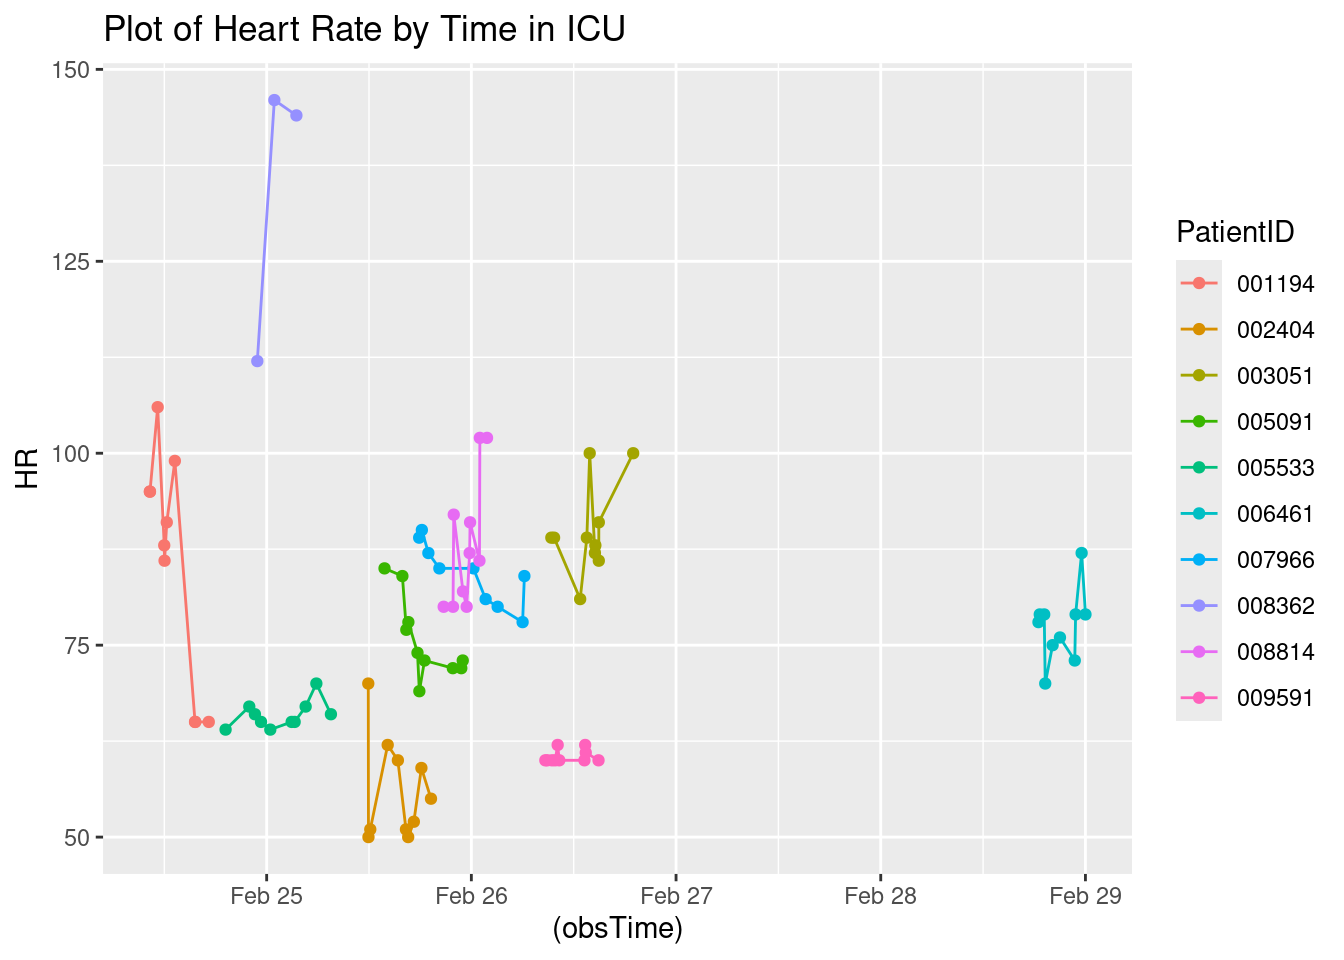 Plot of Heart Rate by Time in ICU
150
125
100
75
50
HR
Feb 25
Feb 26
Feb 27
Feb 28
Feb 29
(obsTime)
PatientID
001194
002404
003051
005091
005533
006461
007966
008362
008814
009591